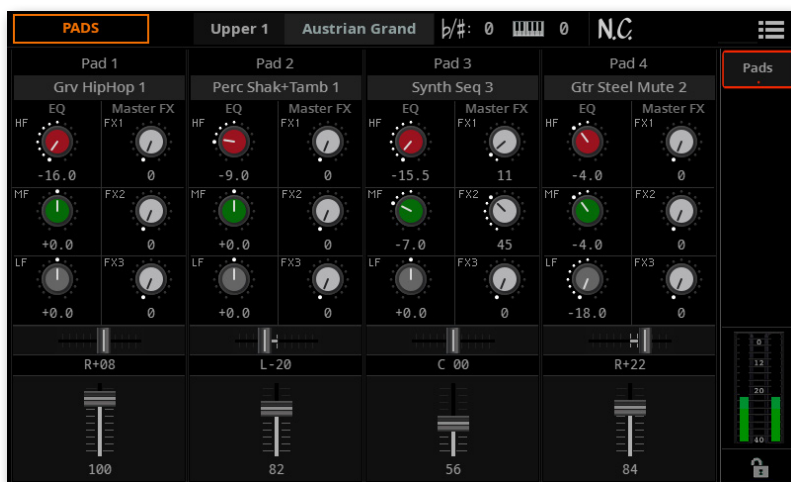 PADS Upper 1 Austrian Grand ♭/#: 0 0 N.C.
Pad 1 Pad 2 Pad 3 Pad 4 Pads
Grv HipHop 1 Perc Shak+Tamb 1 Synth Seq 3 Gtr Steel Mute 2
EQ Master FX EQ Master FX EQ Master FX EQ Master FX
HF FX1 HF FX1 HF FX1 HF FX1
-16.0 0 -9.0 0 -15.5 11 -4.0 0
MF FX2 MF FX2 MF FX2 MF FX2
+0.0 0 +0.0 0 -7.0 45 -4.0 0
LF FX3 LF FX3 LF FX3 LF FX3
+0.0 0 +0.0 0 +0.0 0 -18.0 0
0
R+08 L-20 C 00 R+22 12
20
40
100 82 56 84